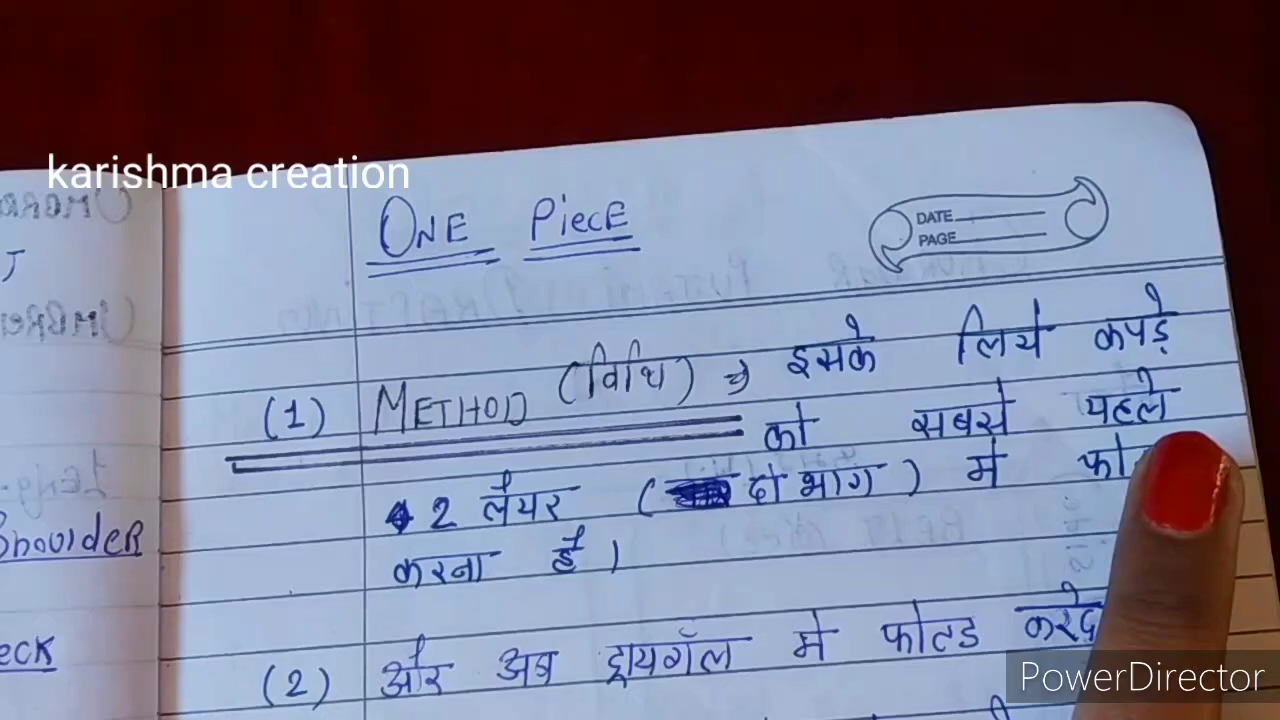 karishma creation
ONE PiecE
DATE
PAGE
(1) METHOD (विधि) → इसके लिये कपड़े
को सबसे पहले
2 लैयर ( दो भाग ) मे
करना है ।
(2) और अब ट्रायगॅल मे फोल्ड
Shoulder
PowerDirector